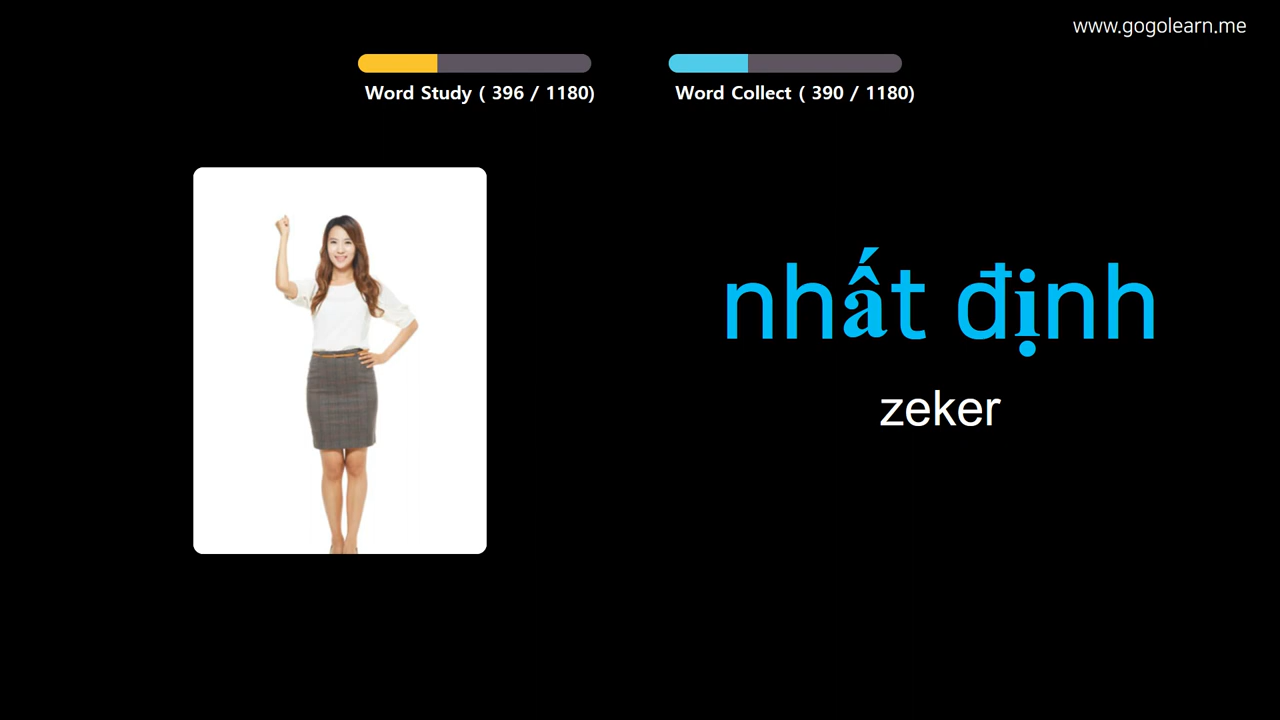 www.gogolearn.me
Word Study ( 396 / 1180)
Word Collect ( 390 / 1180)
nhất định
zeker